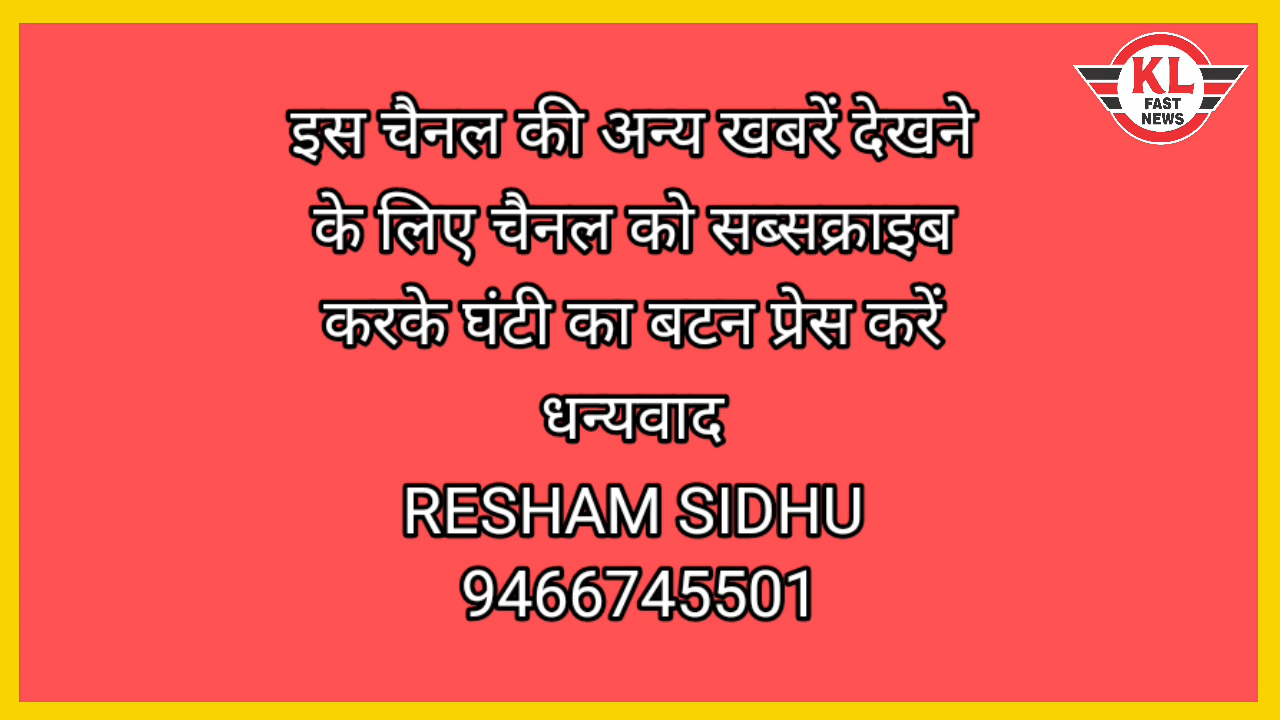 KL
FAST
NEWS
इस चैनल की अन्य खबरें देखने
के लिए चैनल को सब्सक्राइब
करके घंटी का बटन प्रेस करें
धन्यवाद
RESHAM SIDHU
9466745501